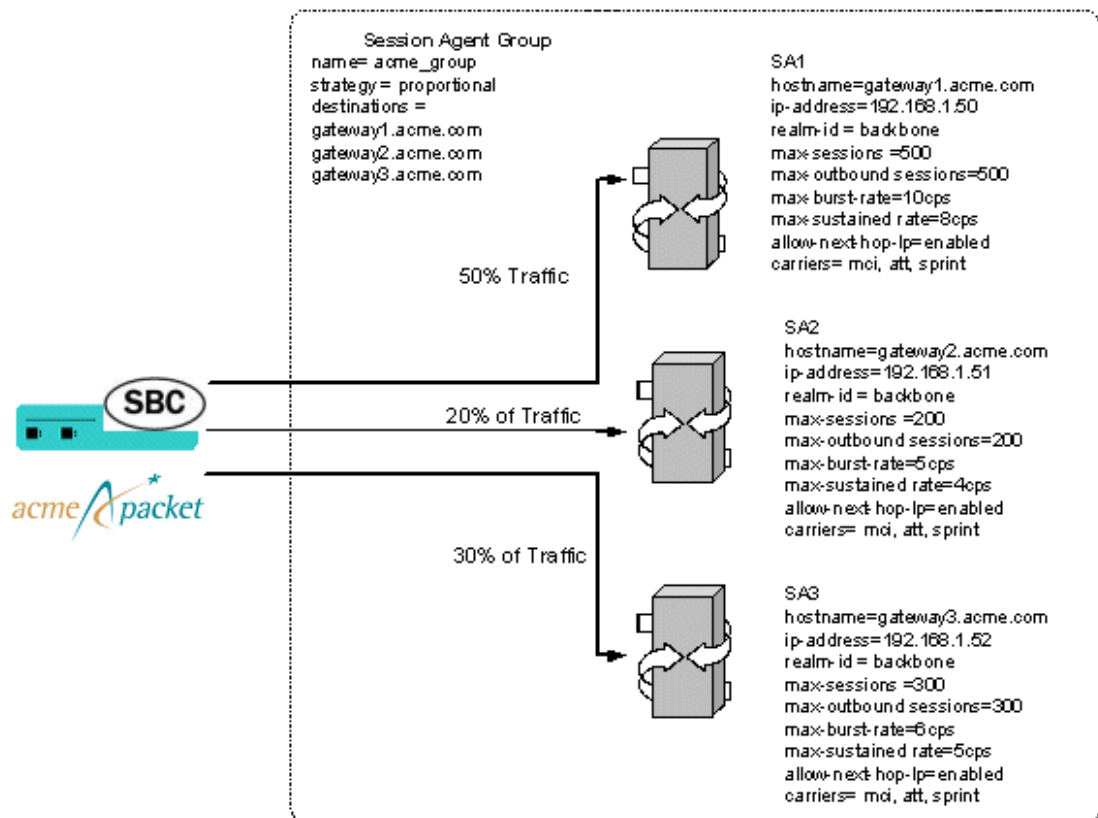 Session Agent Group
name= acme_group
strategy = proportional
destinations =
gateway1.acme.com
gateway2.acme.com
gateway3.acme.com
SA1
hostname=gateway1.acme.com
ip-address=192.168.1.50
realm-id = backbone
max-sessions =500
max-outbound sessions=500
max-burst-rate=10cps
max-sustained rate=8cps
allow-next-hop-lp=enabled
carriers= mci, att, sprint
50% Traffic
SA2
hostname=gateway2.acme.com
ip-address=192.168.1.51
realm-id = backbone
max-sessions =200
max-outbound sessions=200
max-burst-rate=5cps
max-sustained rate=4cps
allow-next-hop-lp=enabled
carriers= mci, att, sprint
SBC
20% of Traffic
acme packet
30% of Traffic
SA3
hostname=gateway3.acme.com
ip-address=192.168.1.52
realm-id = backbone
max-sessions =300
max-outbound sessions=300
max-burst-rate=6cps
max-sustained rate=5cps
allow-next-hop-lp=enabled
carriers= mci, att, sprint